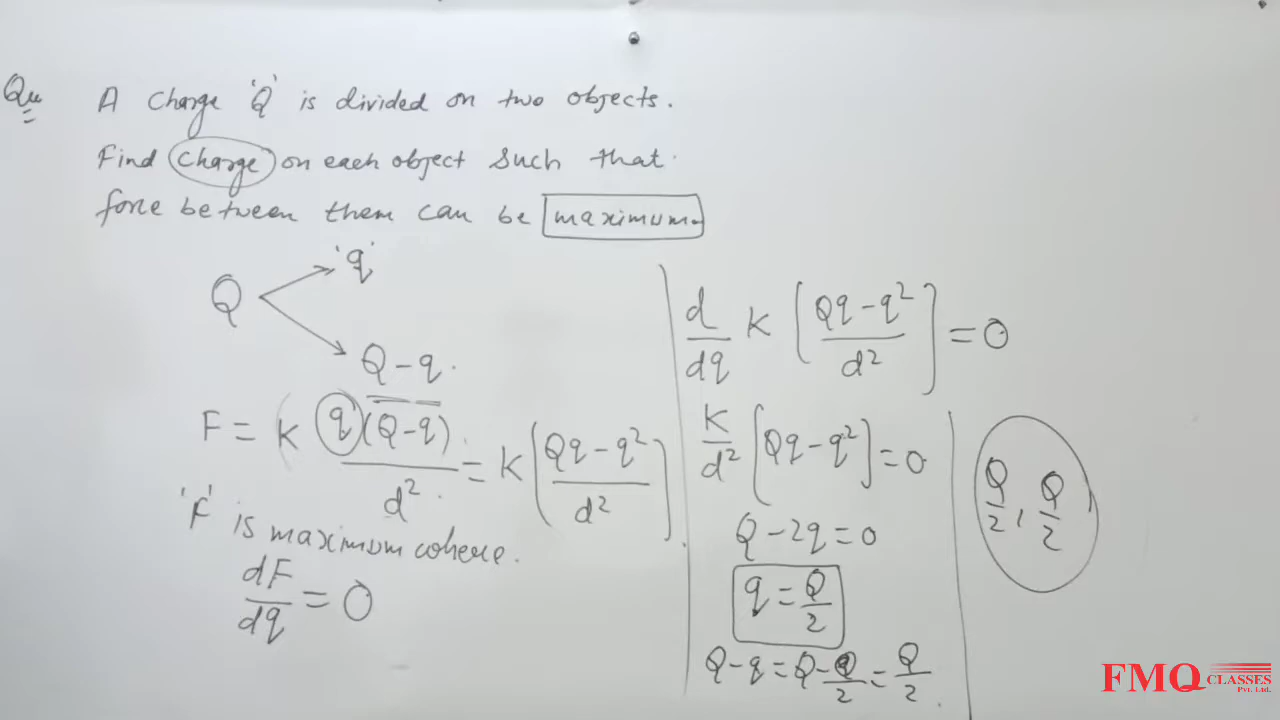 Qu A charge 'Q' is divided on two objects.
Find charge on each object such that
force between them can be maximum.
Q
'q'
Q-q.
F = K q(Q-q)/d² = K [Qq-q²/d²]
'F' is maximum where.
dF/dq = 0
d/dq K [Qq-q²/d²] = 0
K/d² [Qq-q²] = 0
Q-2q=0
q = Q/2
Q-q = Q-Q/2 = Q/2.
Q/2, Q/2
FMQ CLASSES
Pvt. Ltd.